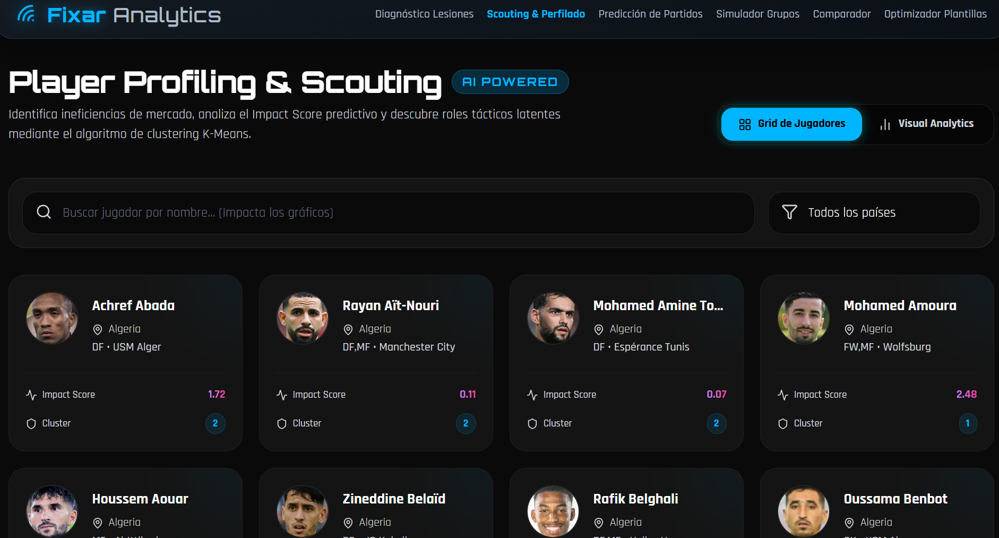 Fixar Analytics
Diagnóstico Lesiones
Scouting & Perfilado
Predicción de Partidos
Simulador Grupos
Comparador
Optimizador Plantillas
Player Profiling & Scouting
AI POWERED
Identifica ineficiencias de mercado, analiza el Impact Score predictivo y descubre roles tácticos latentes
mediante el algoritmo de clustering K-Means.
Grid de Jugadores
Visual Analytics
Buscar jugador por nombre... (Impacta los gráficos)
Todos los países
Achref Abada
Algeria
DF • USM Alger
Impact Score
1.72
Cluster
2
Rayan Aït-Nouri
Algeria
DF,MF • Manchester City
Impact Score
0.11
Cluster
2
Mohamed Amine To...
Algeria
DF • Espérance Tunis
Impact Score
0.07
Cluster
2
Mohamed Amoura
Algeria
FW,MF • Wolfsburg
Impact Score
2.48
Cluster
1
Houssem Aouar
Algeria
Zineddine Belaïd
Algeria
Rafik Belghali
Algeria
Oussama Benbot
Algeria